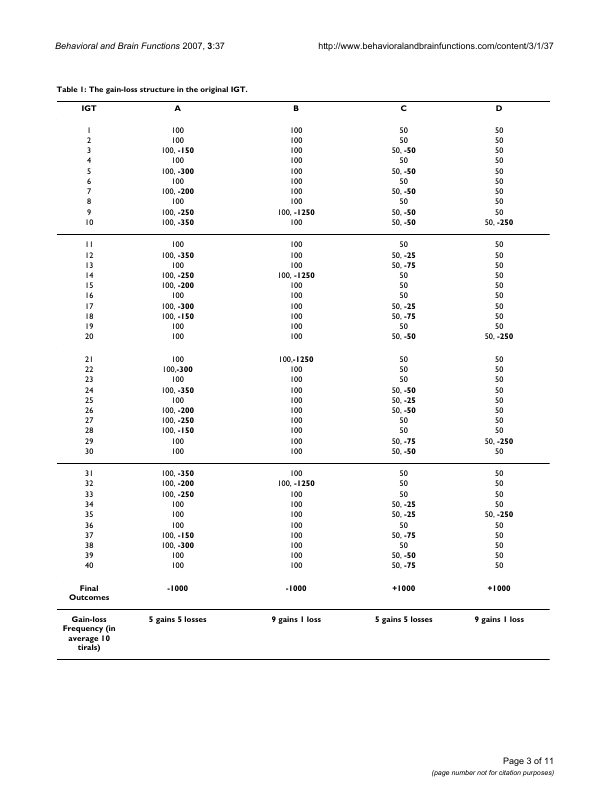 Behavioral and Brain Functions 2007, 3:37 http://www.behavioralandbrainfunctions.com/content/3/1/37
Table 1: The gain-loss structure in the original IGT.
IGT A B C D
1 100 100 50 50
2 100 100 50 50
3 100, -150 100 50, -50 50
4 100 100 50 50
5 100, -300 100 50, -50 50
6 100 100 50 50
7 100, -200 100 50, -50 50
8 100 100 50 50
9 100, -250 100, -1250 50, -50 50
10 100, -350 100 50, -50 50, -250
11 100 100 50 50
12 100, -350 100 50, -25 50
13 100 100 50, -75 50
14 100, -250 100, -1250 50 50
15 100, -200 100 50 50
16 100 100 50 50
17 100, -300 100 50, -25 50
18 100, -150 100 50, -75 50
19 100 100 50 50
20 100 100 50, -50 50, -250
21 100 100,-1250 50 50
22 100,-300 100 50 50
23 100 100 50 50
24 100, -350 100 50, -50 50
25 100 100 50, -25 50
26 100, -200 100 50, -50 50
27 100, -250 100 50 50
28 100, -150 100 50 50
29 100 100 50, -75 50, -250
30 100 100 50, -50 50
31 100, -350 100 50 50
32 100, -200 100, -1250 50 50
33 100, -250 100 50 50
34 100 100 50, -25 50
35 100 100 50, -25 50, -250
36 100 100 50 50
37 100, -150 100 50, -75 50
38 100, -300 100 50 50
39 100 100 50, -50 50
40 100 100 50, -75 50
Final -1000 -1000 +1000 +1000
Outcomes
Gain-loss 5 gains 5 losses 9 gains 1 loss 5 gains 5 losses 9 gains 1 loss
Frequency (in
average 10
tirals)
Page 3 of 11
(page number not for citation purposes)